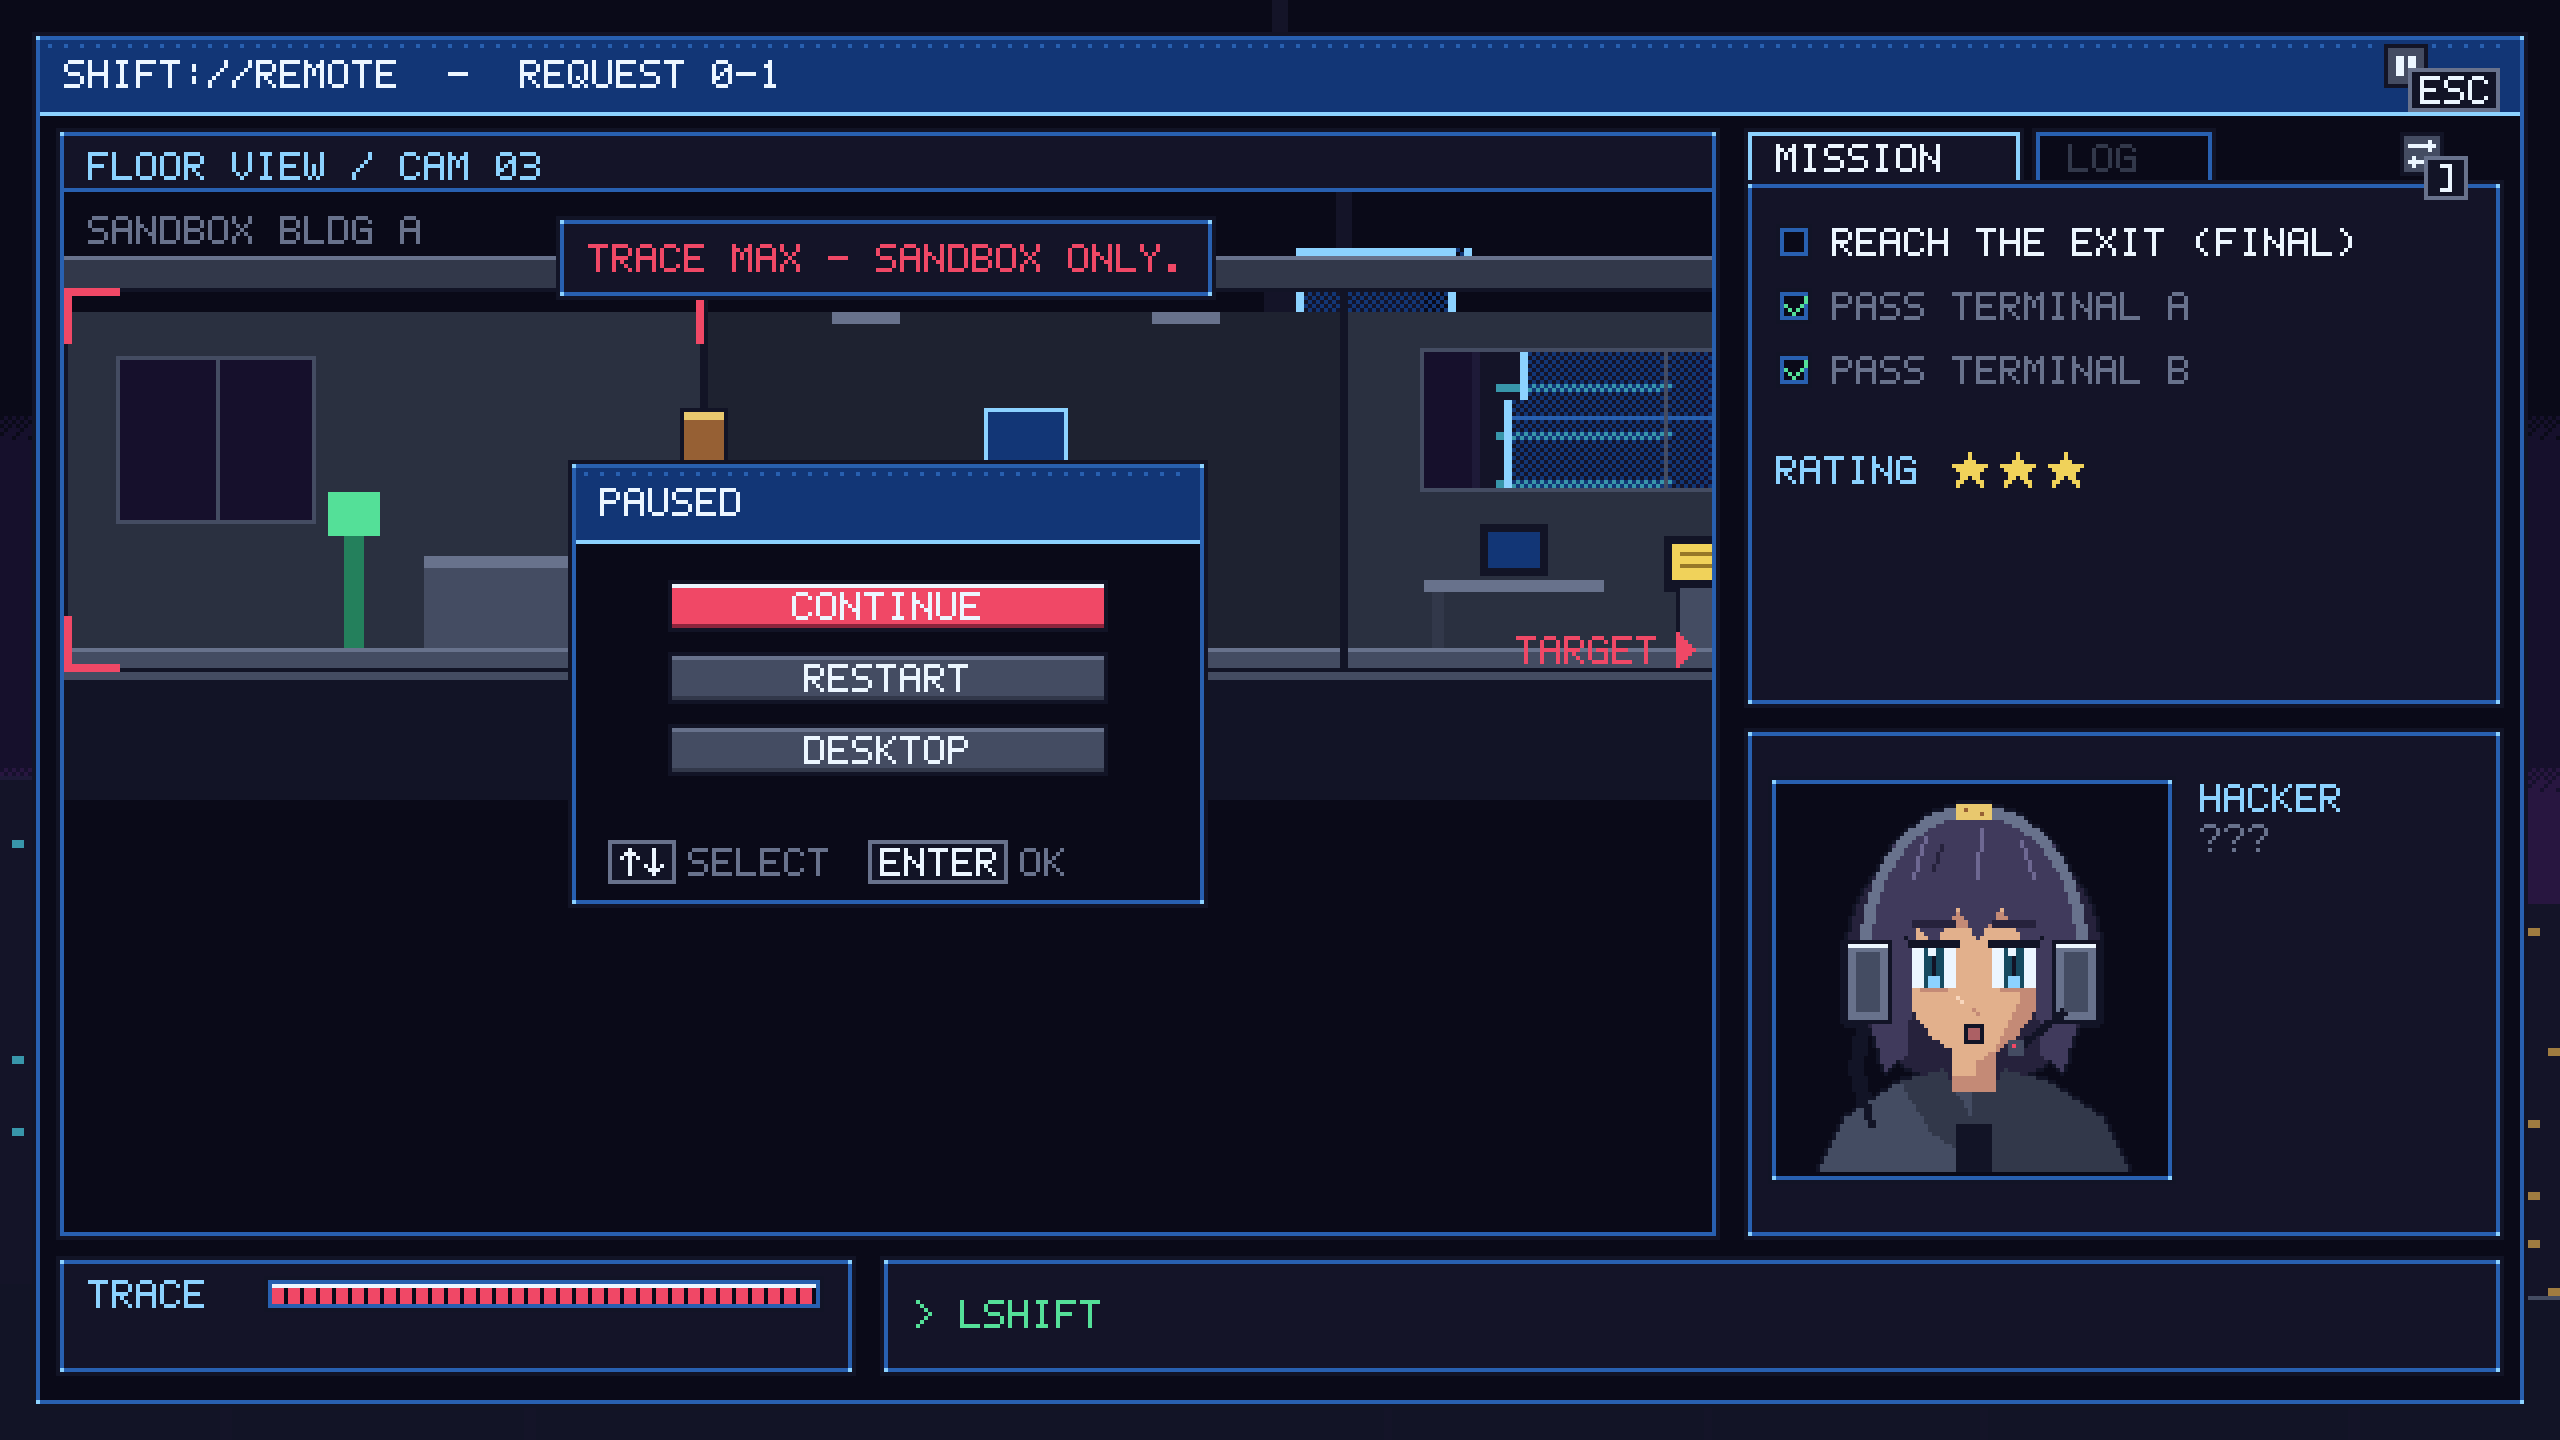 SHIFT://REMOTE - REQUEST 0-1
ESC
FLOOR VIEW / CAM 03
SANDBOX BLDG A
TRACE MAX - SANDBOX ONLY.
TARGET
PAUSED
CONTINUE
RESTART
DESKTOP
↑↓ SELECT ENTER OK
MISSION LOG
]
REACH THE EXIT (FINAL)
PASS TERMINAL A
PASS TERMINAL B
RATING ★★★
HACKER
???
TRACE
> LSHIFT